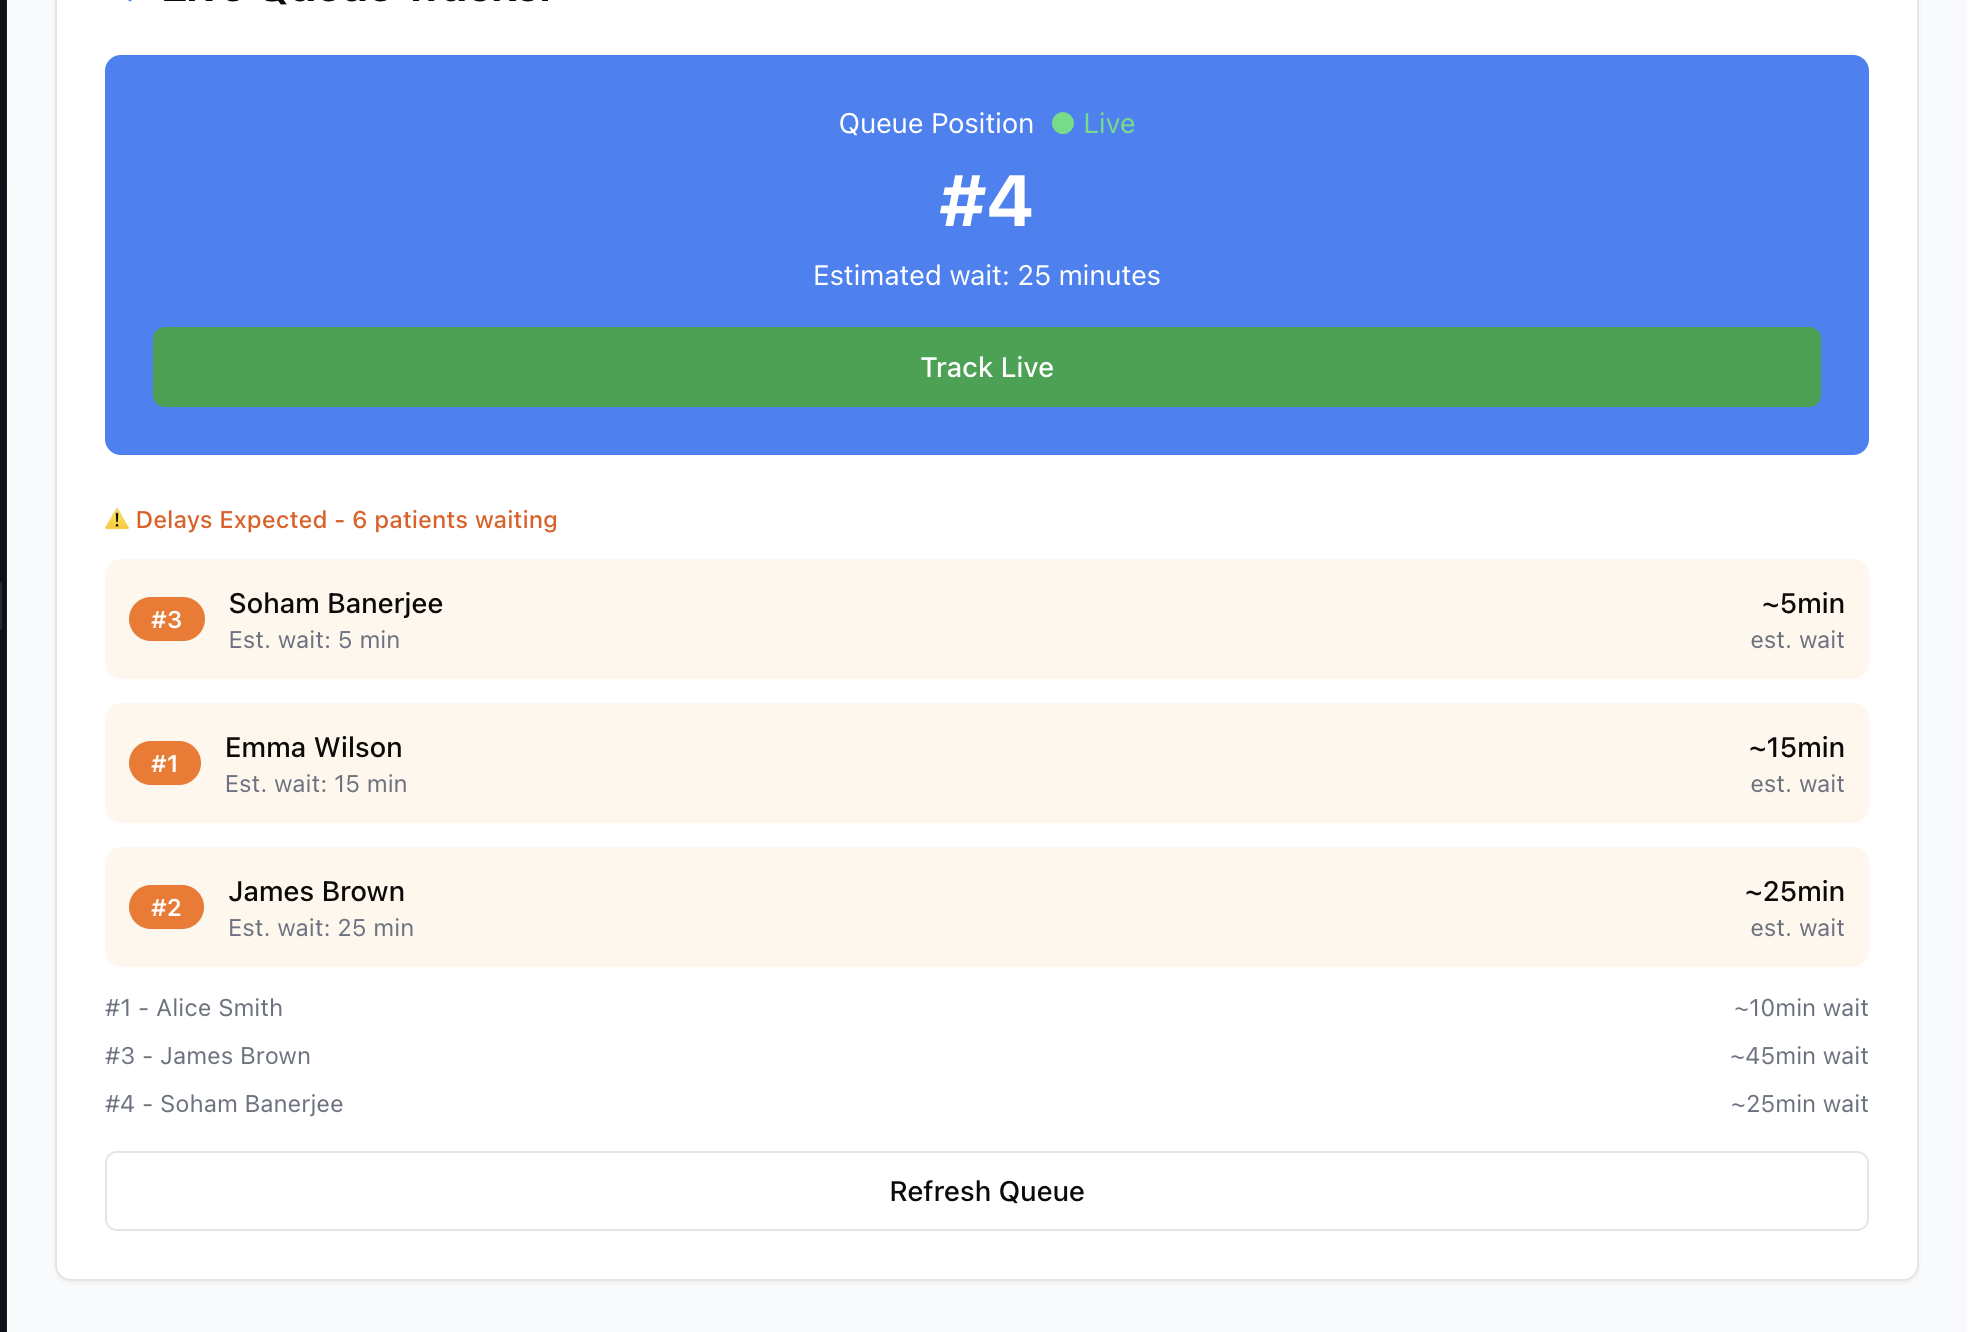 Live Queue Tracker
Queue Position Live
#4
Estimated wait: 25 minutes
Track Live
⚠️ Delays Expected - 6 patients waiting
#3 Soham Banerjee ~5min
Est. wait: 5 min est. wait
#1 Emma Wilson ~15min
Est. wait: 15 min est. wait
#2 James Brown ~25min
Est. wait: 25 min est. wait
#1 - Alice Smith ~10min wait
#3 - James Brown ~45min wait
#4 - Soham Banerjee ~25min wait
Refresh Queue